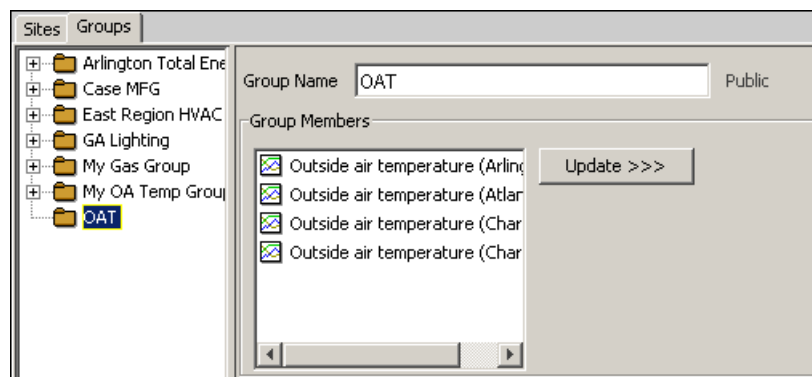 Sites Groups
Arlington Total Ene
Case MFG
East Region HVAC
GA Lighting
My Gas Group
My OA Temp Grou
OAT
Group Name OAT Public
Group Members
Outside air temperature (Arling
Outside air temperature (Atlan
Outside air temperature (Char
Outside air temperature (Char
Update >>>